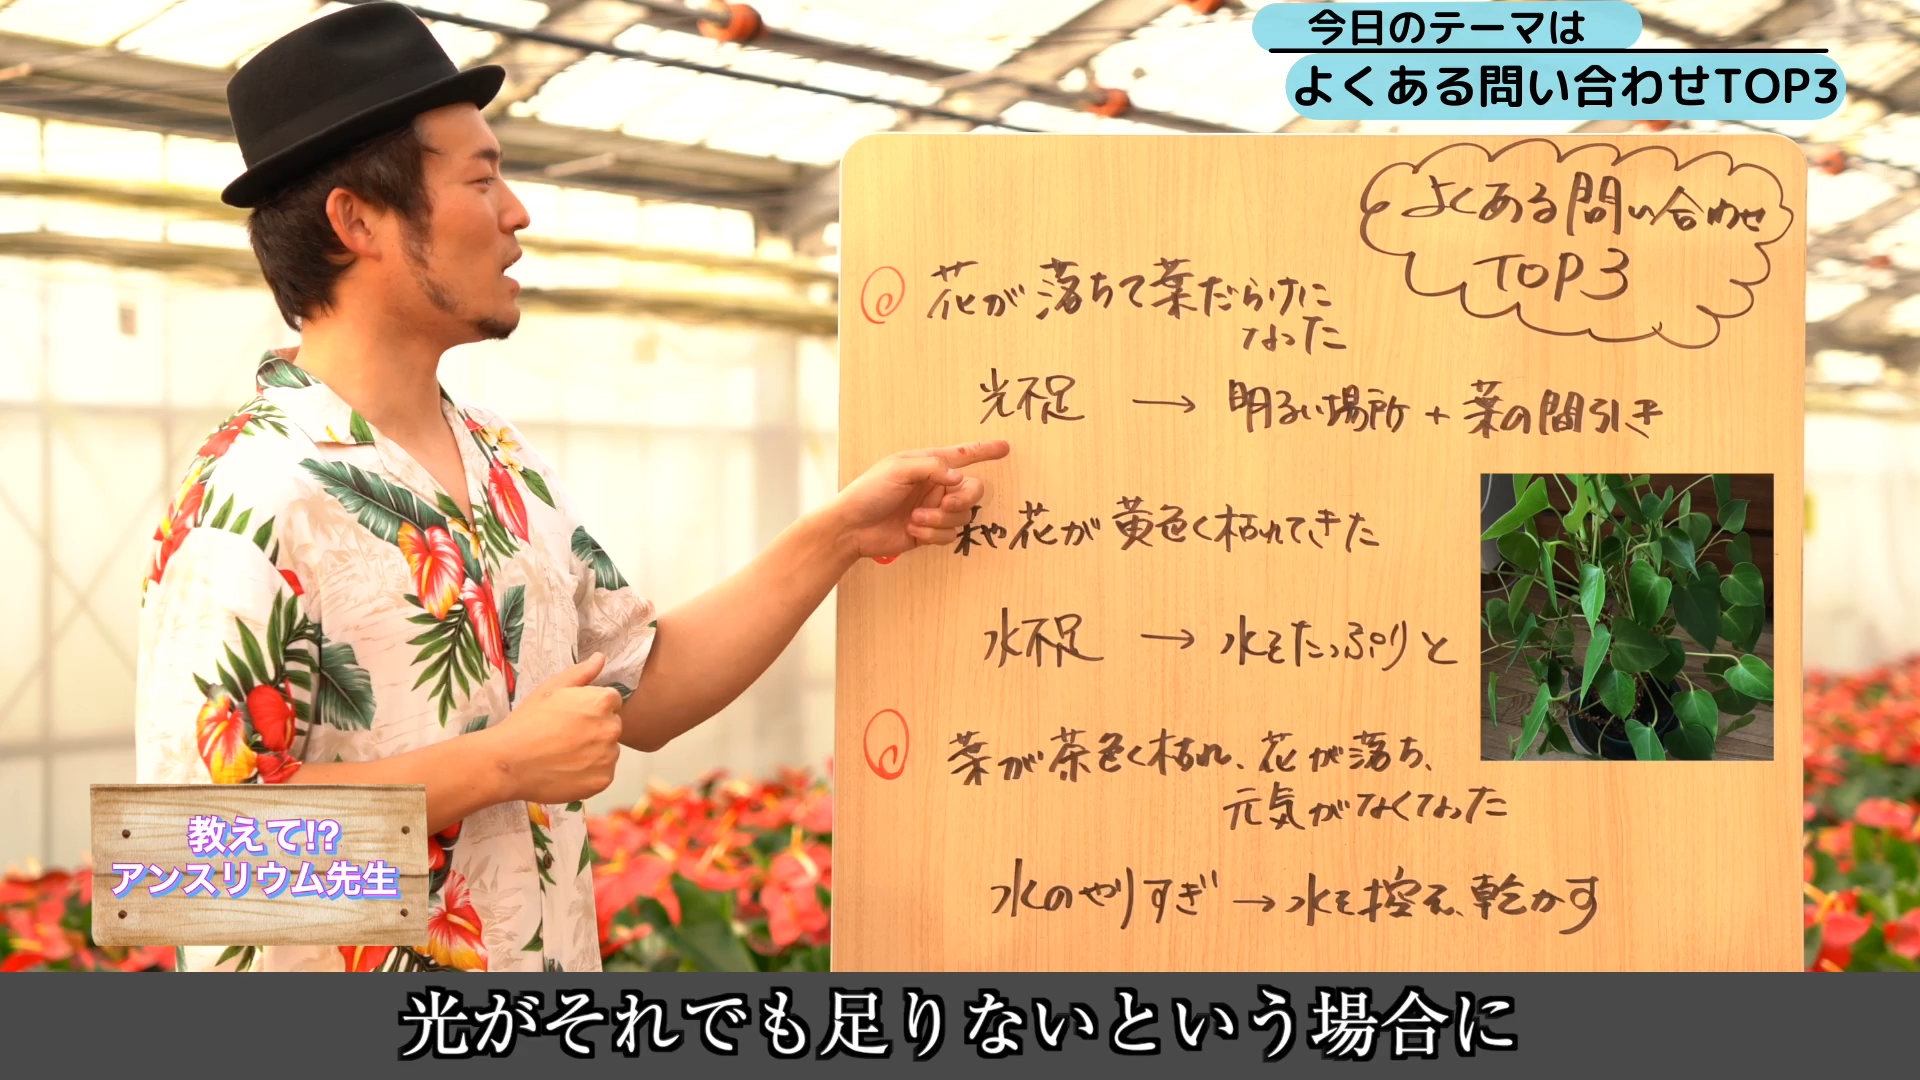 今日のテーマは
よくある問い合わせTOP3
よくある問い合わせ
TOP3
花が落ちて葉だらけに
なった
光不足 → 明るい場所 + 葉の間引き
葉や花が黄色く枯れてきた
水不足 → 水をたっぷりと
葉が茶色く枯れ、花が落ち、
元気がなくなった
水のやりすぎ → 水を控え、乾かす
教えて!?
アンスリウム先生
光がそれでも足りないという場合に